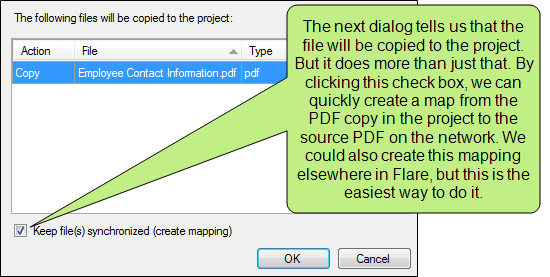 The following files will be copied to the project:
Action File Type
Copy Employee Contact Information.pdf pdf
The next dialog tells us that the
file will be copied to the project.
But it does more than just that. By
clicking this check box, we can
quickly create a map from the
PDF copy in the project to the
source PDF on the network. We
could also create this mapping
elsewhere in Flare, but this is the
easiest way to do it.
Keep file(s) synchronized (create mapping)
OK Cancel